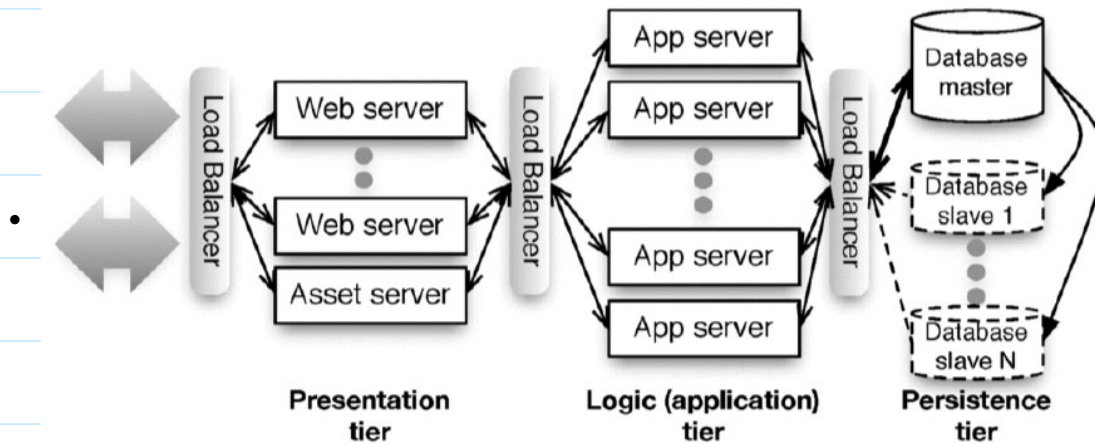 Load Balancer
Web server
Web server
Asset server
Presentation
tier
Load Balancer
App server
App server
App server
App server
Logic (application)
tier
Load Balancer
Database
master
Database
slave 1
Database
slave N
Persistence
tier